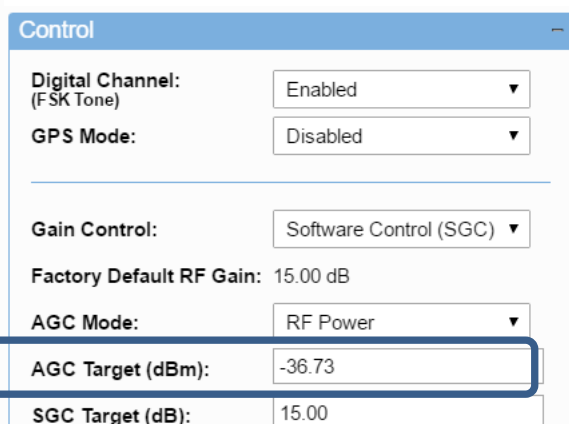 Control
Digital Channel: Enabled
(FSK Tone)
GPS Mode: Disabled
Gain Control: Software Control (SGC)
Factory Default RF Gain: 15.00 dB
AGC Mode: RF Power
AGC Target (dBm): -36.73
SGC Target (dB): 15.00